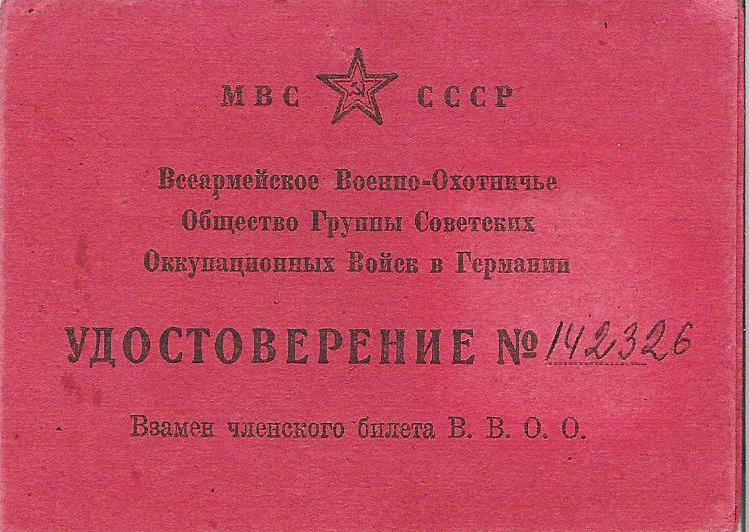 МВС СССР
Всеармейское Военно-Охотничье
Общество Группы Советских
Оккупационных Войск в Германии
УДОСТОВЕРЕНИЕ № 142326
Взамен членского билета В. В. О. О.